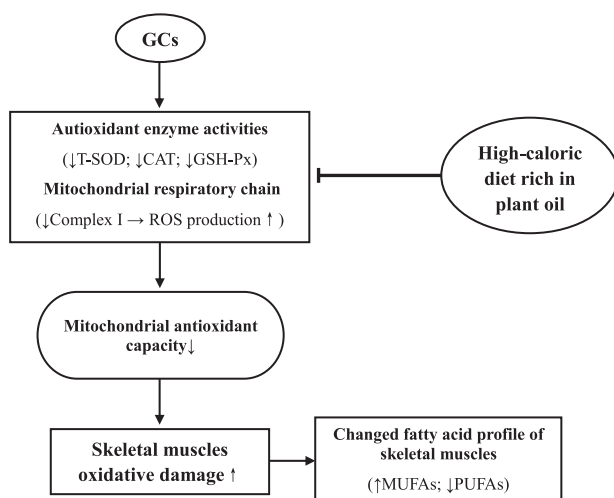 GCs
Autioxidant enzyme activities
(↓T-SOD; ↓CAT; ↓GSH-Px)
Mitochondrial respiratory chain
(↓Complex I → ROS production ↑ )
High-caloric
diet rich in
plant oil
Mitochondrial antioxidant
capacity↓
Skeletal muscles
oxidative damage ↑
Changed fatty acid profile of
skeletal muscles
(↑MUFAs; ↓PUFAs)